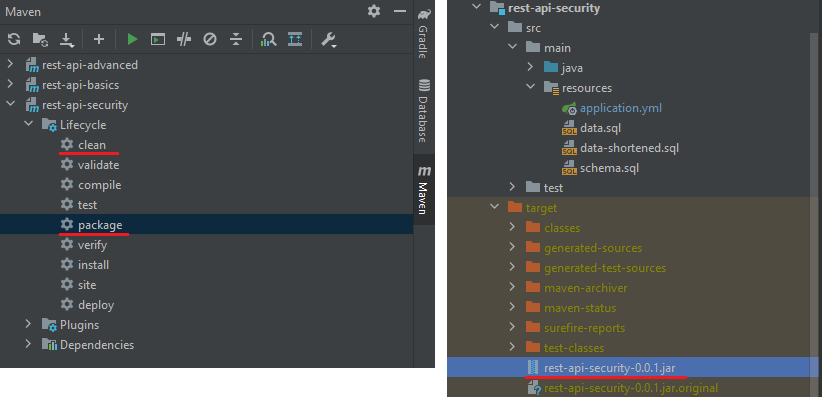 Maven
rest-api-advanced
rest-api-basics
rest-api-security
Lifecycle
clean
validate
compile
test
package
verify
install
site
deploy
Plugins
Dependencies
Gradle
Database
m
Maven
rest-api-security
src
main
java
resources
application.yml
SQL data.sql
SQL data-shortened.sql
SQL schema.sql
test
target
classes
generated-sources
generated-test-sources
maven-archiver
maven-status
surefire-reports
test-classes
rest-api-security-0.0.1.jar
rest-api-security-0.0.1.jar.original